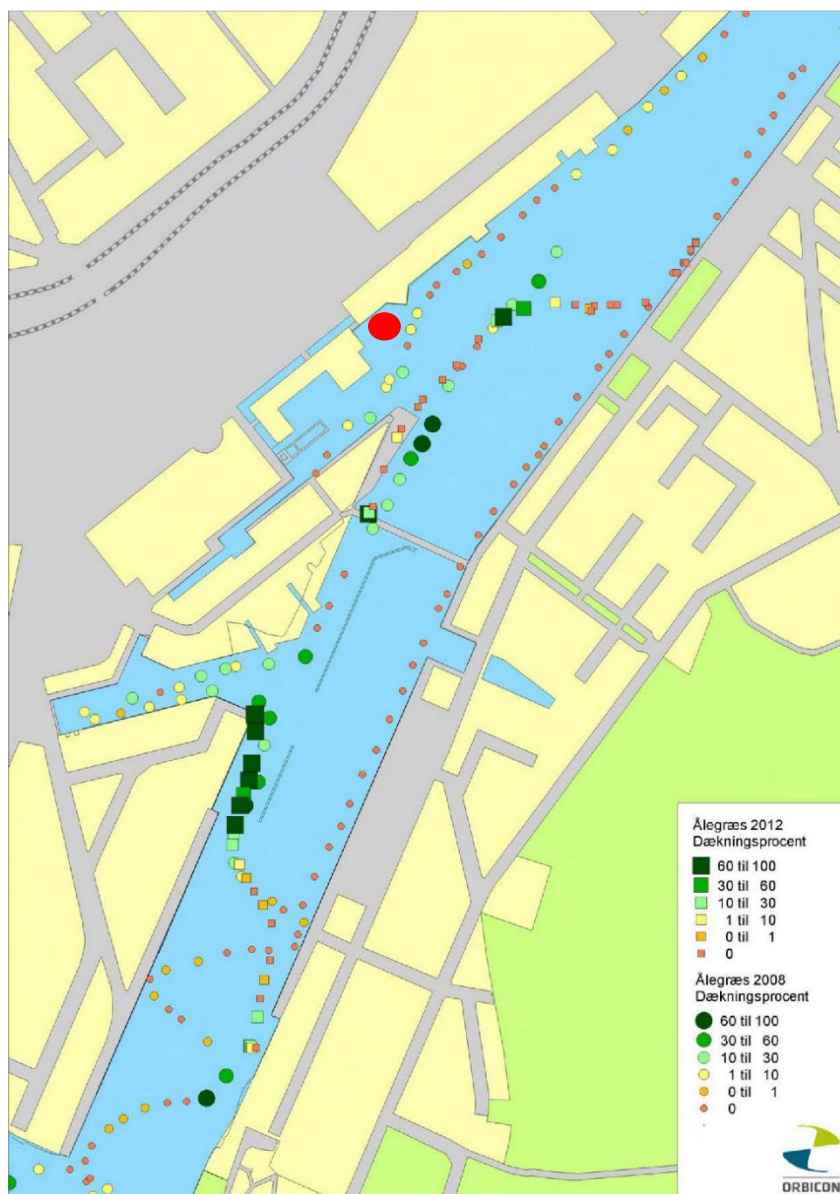 Ålegræs 2012
Dækningsprocent
60 til 100
30 til 60
10 til 30
1 til 10
0 til 1
0
Ålegræs 2008
Dækningsprocent
60 til 100
30 til 60
10 til 30
1 til 10
0 til 1
0
ORBICON